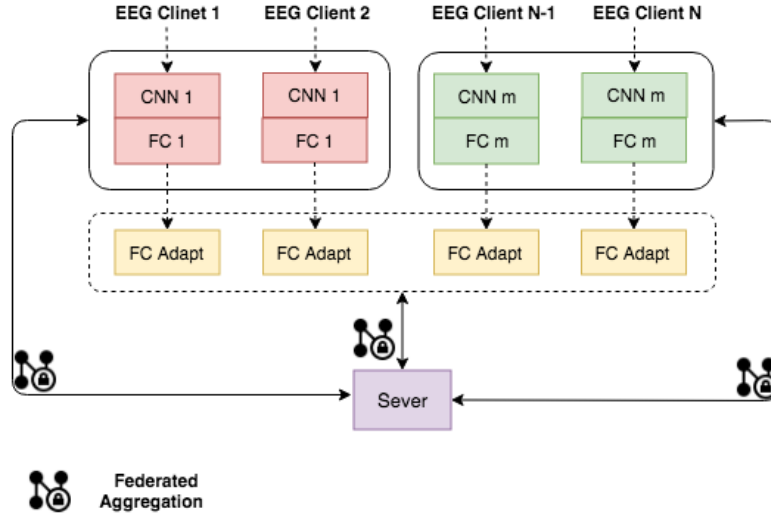 EEG Clinet 1
EEG Client 2
EEG Client N-1
EEG Client N
CNN 1
CNN 1
CNN m
CNN m
FC 1
FC 1
FC m
FC m
FC Adapt
FC Adapt
FC Adapt
FC Adapt
Sever
Federated
Aggregation